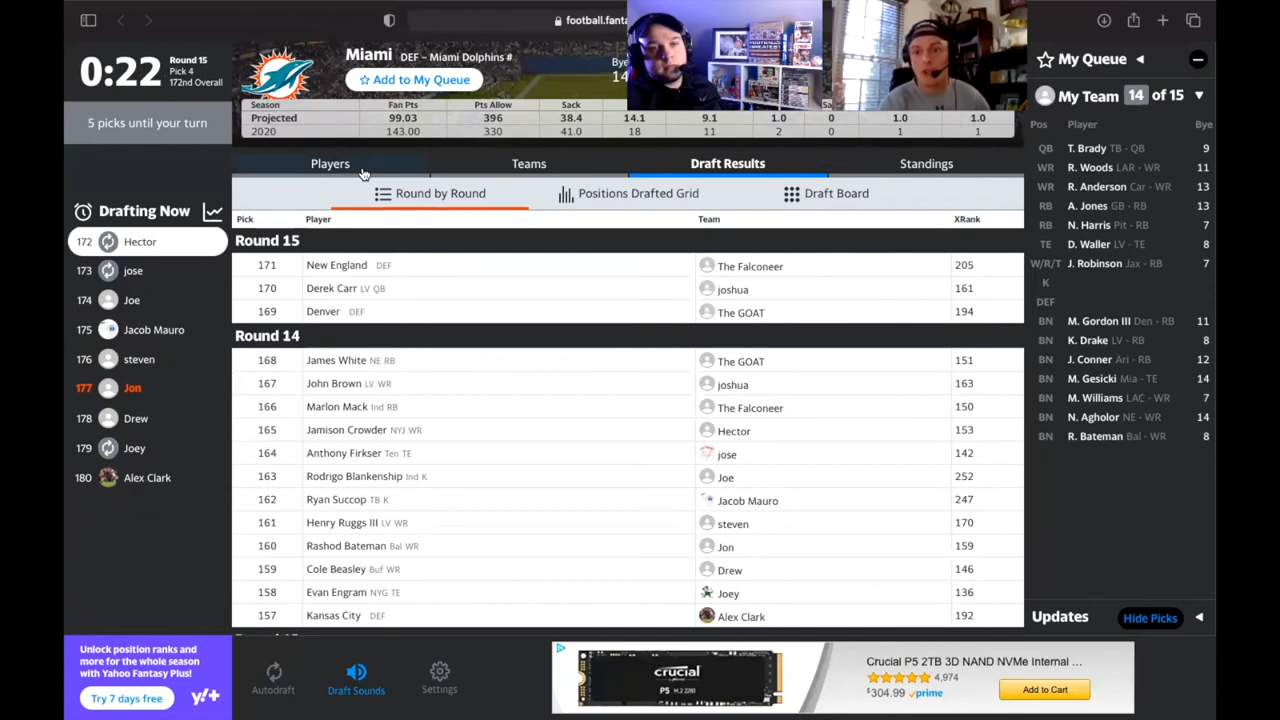 football.fanta
0:22
Round 15
Pick 4
172nd Overall
5 picks until your turn
Drafting Now
172 Hector
173 jose
174 Joe
175 Jacob Mauro
176 steven
177 Jon
178 Drew
179 Joey
180 Alex Clark
Unlock position ranks and
more for the whole season
with Yahoo Fantasy Plus!
Try 7 days free
y!+
Miami DEF – Miami Dolphins #
Add to My Queue
Bye
14
Season Fan Pts Pts Allow Sack Sa
Projected 99.03 396 38.4 14.1 9.1 1.0 0 1.0 1.0
2020 143.00 330 41.0 18 11 2 0 1 1
Players Teams Draft Results Standings
Round by Round Positions Drafted Grid Draft Board
Pick Player Team XRank
Round 15
171 New England DEF The Falconeer 205
170 Derek Carr LV QB joshua 161
169 Denver DEF The GOAT 194
Round 14
168 James White NE RB The GOAT 151
167 John Brown LV WR joshua 163
166 Marlon Mack Ind RB The Falconeer 150
165 Jamison Crowder NYJ WR Hector 153
164 Anthony Firkser Ten TE jose 142
163 Rodrigo Blankenship Ind K Joe 252
162 Ryan Succop TB K Jacob Mauro 247
161 Henry Ruggs III LV WR steven 170
160 Rashod Bateman Bal WR Jon 159
159 Cole Beasley Buf WR Drew 146
158 Evan Engram NYG TE Joey 136
157 Kansas City DEF Alex Clark 192
Autodraft
Draft Sounds
Settings
crucial
P5 M.2 2280
Crucial P5 2TB 3D NAND NVMe Internal ...
4,974
$304.99 prime
Add to Cart
My Queue
My Team 14 of 15
Pos Player Bye
QB T. Brady TB - QB 9
WR R. Woods LAR - WR 11
WR R. Anderson Car - WR 13
RB A. Jones GB - RB 13
RB N. Harris Pit - RB 7
TE D. Waller LV - TE 8
W/R/T J. Robinson Jax - RB 7
K
DEF
BN M. Gordon III Den - RB 11
BN K. Drake LV - RB 8
BN J. Conner Ari - RB 12
BN M. Gesicki Mia - TE 14
BN M. Williams LAC - WR 7
BN N. Agholor NE - WR 14
BN R. Bateman Bal - WR 8
Updates Hide Picks